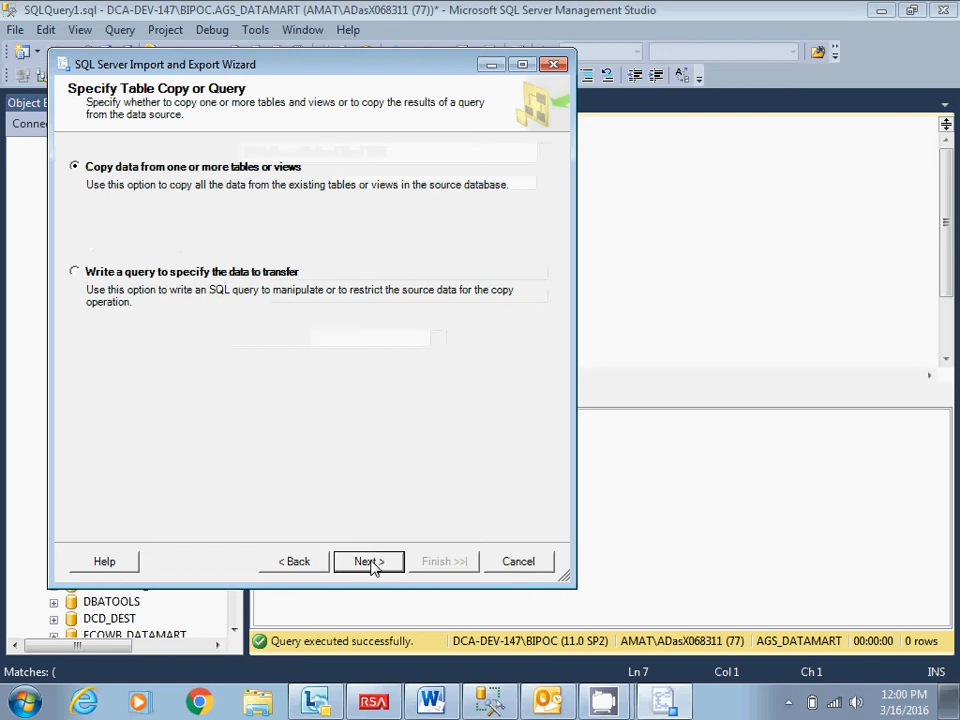 SQLQuery1.sql - DCA-DEV-147\BIPOC.AGS_DATAMART (AMAT\ADasX068311 (77))* - Microsoft SQL Server Management Studio
File Edit View Query Project Debug Tools Window Help
SQL Server Import and Export Wizard
Specify Table Copy or Query
Specify whether to copy one or more tables and views or to copy the results of a query
from the data source.
Object E
Connec
Copy data from one or more tables or views
Use this option to copy all the data from the existing tables or views in the source database.
Write a query to specify the data to transfer
Use this option to write an SQL query to manipulate or to restrict the source data for the copy
operation.
Help < Back Next > Finish >>| Cancel
DBATOOLS
DCD_DEST
ECOWB_DATAMART
Query executed successfully. DCA-DEV-147\BIPOC (11.0 SP2) AMAT\ADasX068311 (77) AGS_DATAMART 00:00:00 0 rows
Matches: ( Ln 7 Col 1 Ch 1 INS
RSA
12:00 PM
3/16/2016